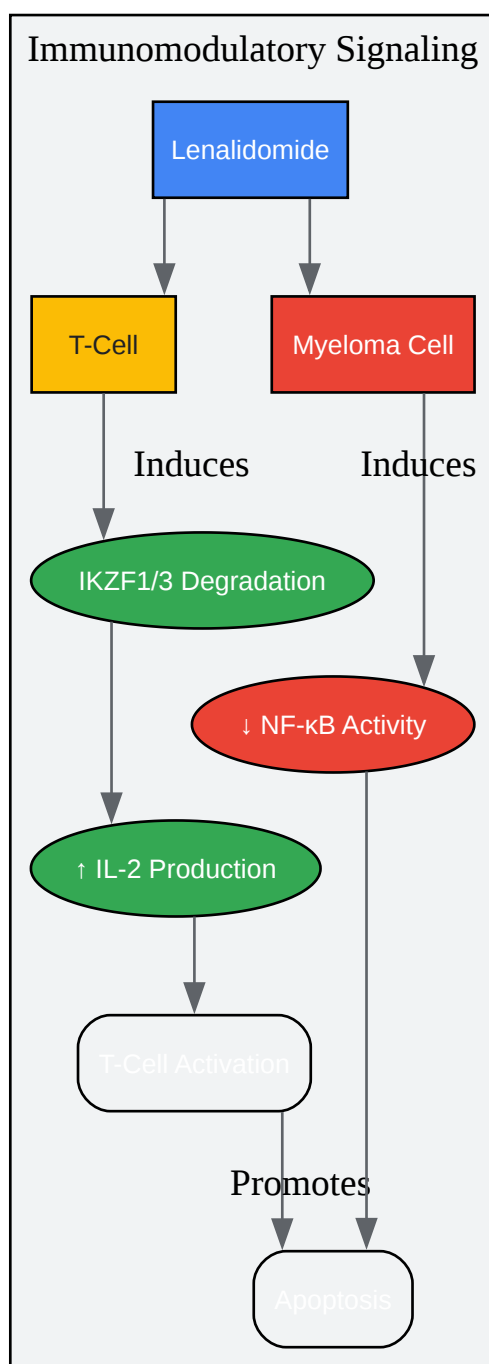 Immunomodulatory Signaling
Lenalidomide
T-Cell
Myeloma Cell
Induces
Induces
IKZF1/3 Degradation
↓ NF-κB Activity
↑ IL-2 Production
T-Cell Activation
Promotes
Apoptosis